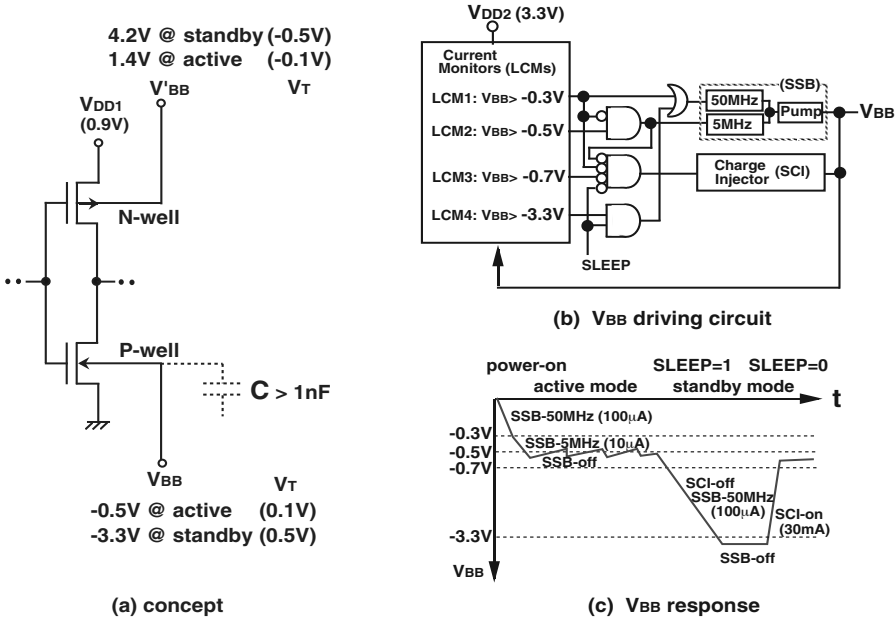 4.2V @ standby (-0.5V)
1.4V @ active (-0.1V)
V'BB
VT
VDD1
(0.9V)
N-well
P-well
C > 1nF
VBB
VT
-0.5V @ active (0.1V)
-3.3V @ standby (0.5V)
(a) concept
VDD2 (3.3V)
Current
Monitors (LCMs)
LCM1: VBB> -0.3V
LCM2: VBB> -0.5V
LCM3: VBB> -0.7V
LCM4: VBB> -3.3V
SLEEP
(SSB)
50MHz
5MHz
Pump
VBB
Charge
Injector (SCI)
(b) VBB driving circuit
power-on
active mode
SLEEP=1 SLEEP=0
standby mode
t
SSB-50MHz (100μA)
-0.3V
SSB-5MHz (10μA)
-0.5V
SSB-off
-0.7V
SCI-off
SSB-50MHz
(100μA)
SCI-on
(30mA)
-3.3V
SSB-off
VBB
(c) VBB response